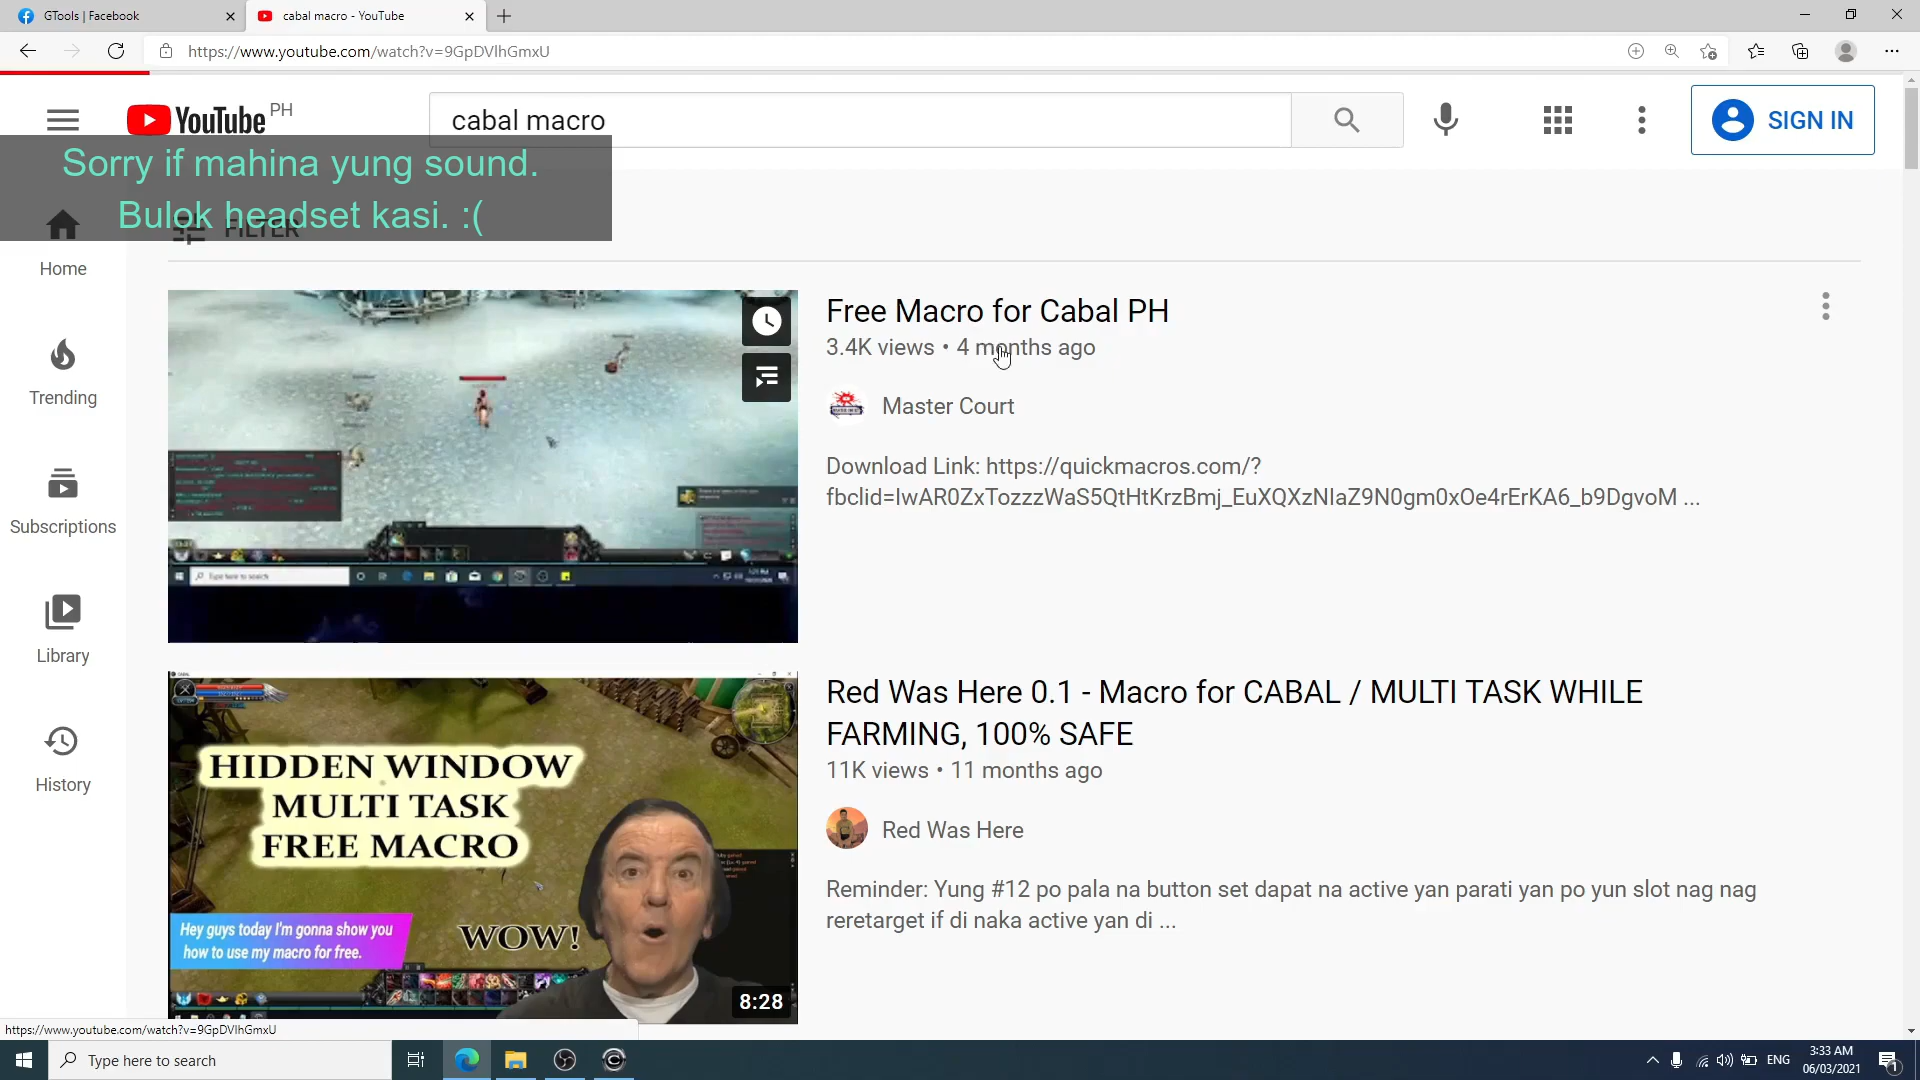 GTools | Facebook
cabal macro - YouTube
https://www.youtube.com/watch?v=9GpDVlhGmxU
YouTube PH
cabal macro
SIGN IN
Sorry if mahina yung sound.
Bulok headset kasi. :(
FILTER
Home
Trending
Subscriptions
Library
History
Free Macro for Cabal PH
3.4K views • 4 months ago
Master Court
Download Link: https://quickmacros.com/?
fbclid=IwAR0ZxTozzzWaS5QtHtKrzBmj_EuXQXzNIaZ9N0gm0xOe4rErKA6_b9DgvoM ...
Type here to search
HIDDEN WINDOW
MULTI TASK
FREE MACRO
Hey guys today I'm gonna show you
how to use my macro for free.
WOW!
8:28
Red Was Here 0.1 - Macro for CABAL / MULTI TASK WHILE
FARMING, 100% SAFE
11K views • 11 months ago
Red Was Here
Reminder: Yung #12 po pala na button set dapat na active yan parati yan po yun slot nag nag
reretarget if di naka active yan di ...
https://www.youtube.com/watch?v=9GpDVlhGmxU
Type here to search
ENG
3:33 AM
06/03/2021
1